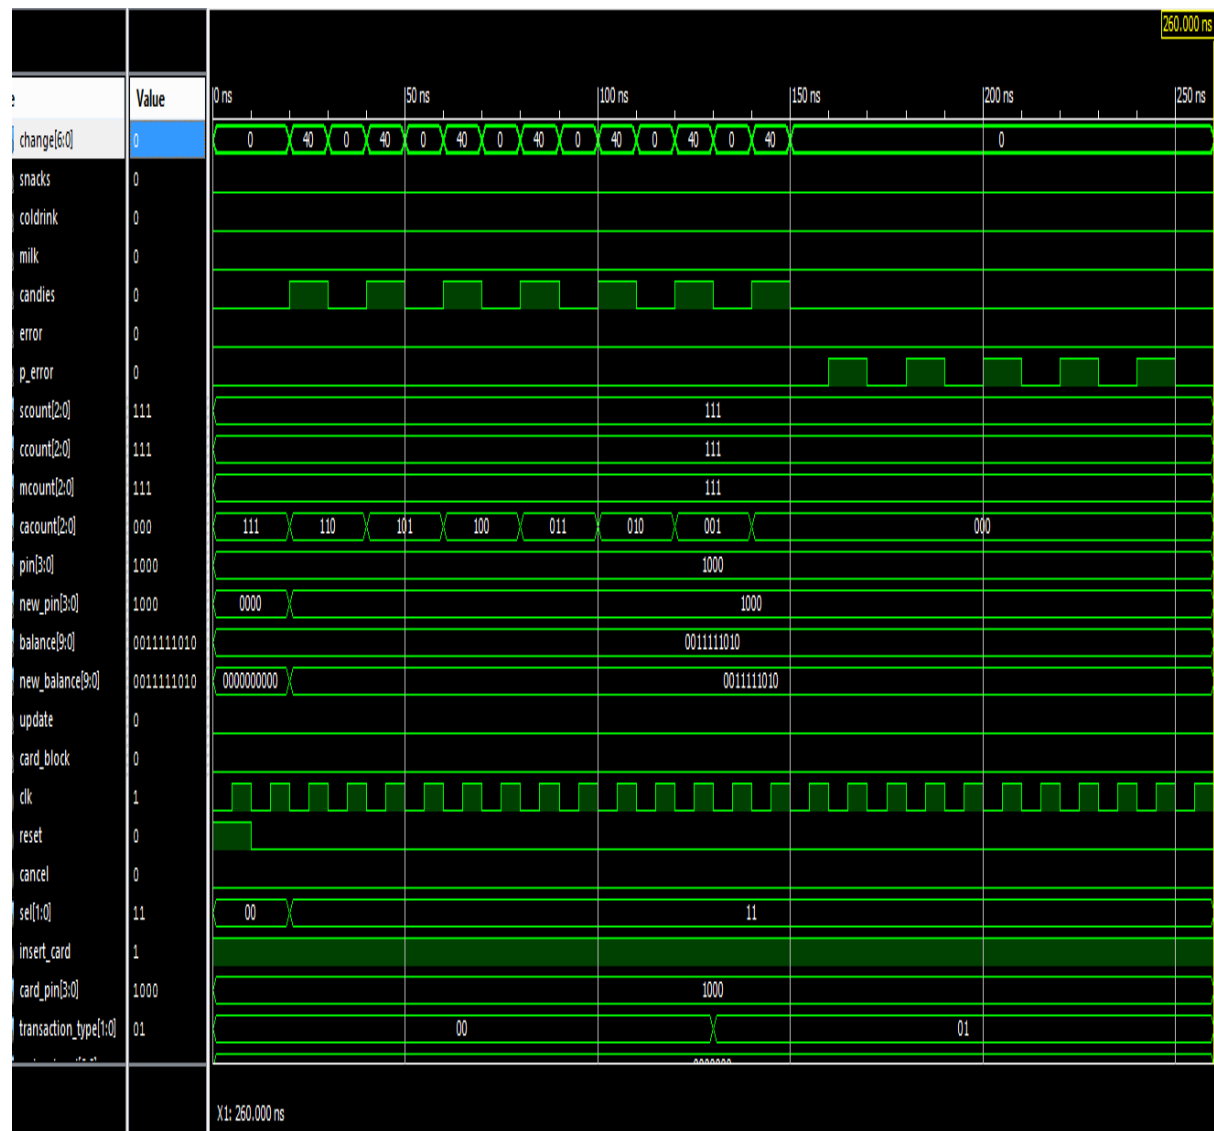 260.000 ns
Value 0 ns 50 ns 100 ns 150 ns 200 ns 250 ns
change[6:0] 0 0 40 0 40 0 40 0 40 0 40 0 40 0 40 0
snacks 0
coldrink 0
milk 0
candies 0
error 0
p_error 0
scount[2:0] 111 111
ccount[2:0] 111 111
mcount[2:0] 111 111
cacount[2:0] 000 111 110 101 100 011 010 001 000
pin[3:0] 1000 1000
new_pin[3:0] 1000 0000 1000
balance[9:0] 0011111010 0011111010
new_balance[9:0] 0011111010 0000000000 0011111010
update 0
card_block 0
clk 1
reset 0
cancel 0
sel[1:0] 11 00 11
insert_card 1
card_pin[3:0] 1000 1000
transaction_type[1:0] 01 00 01
X1: 260.000 ns